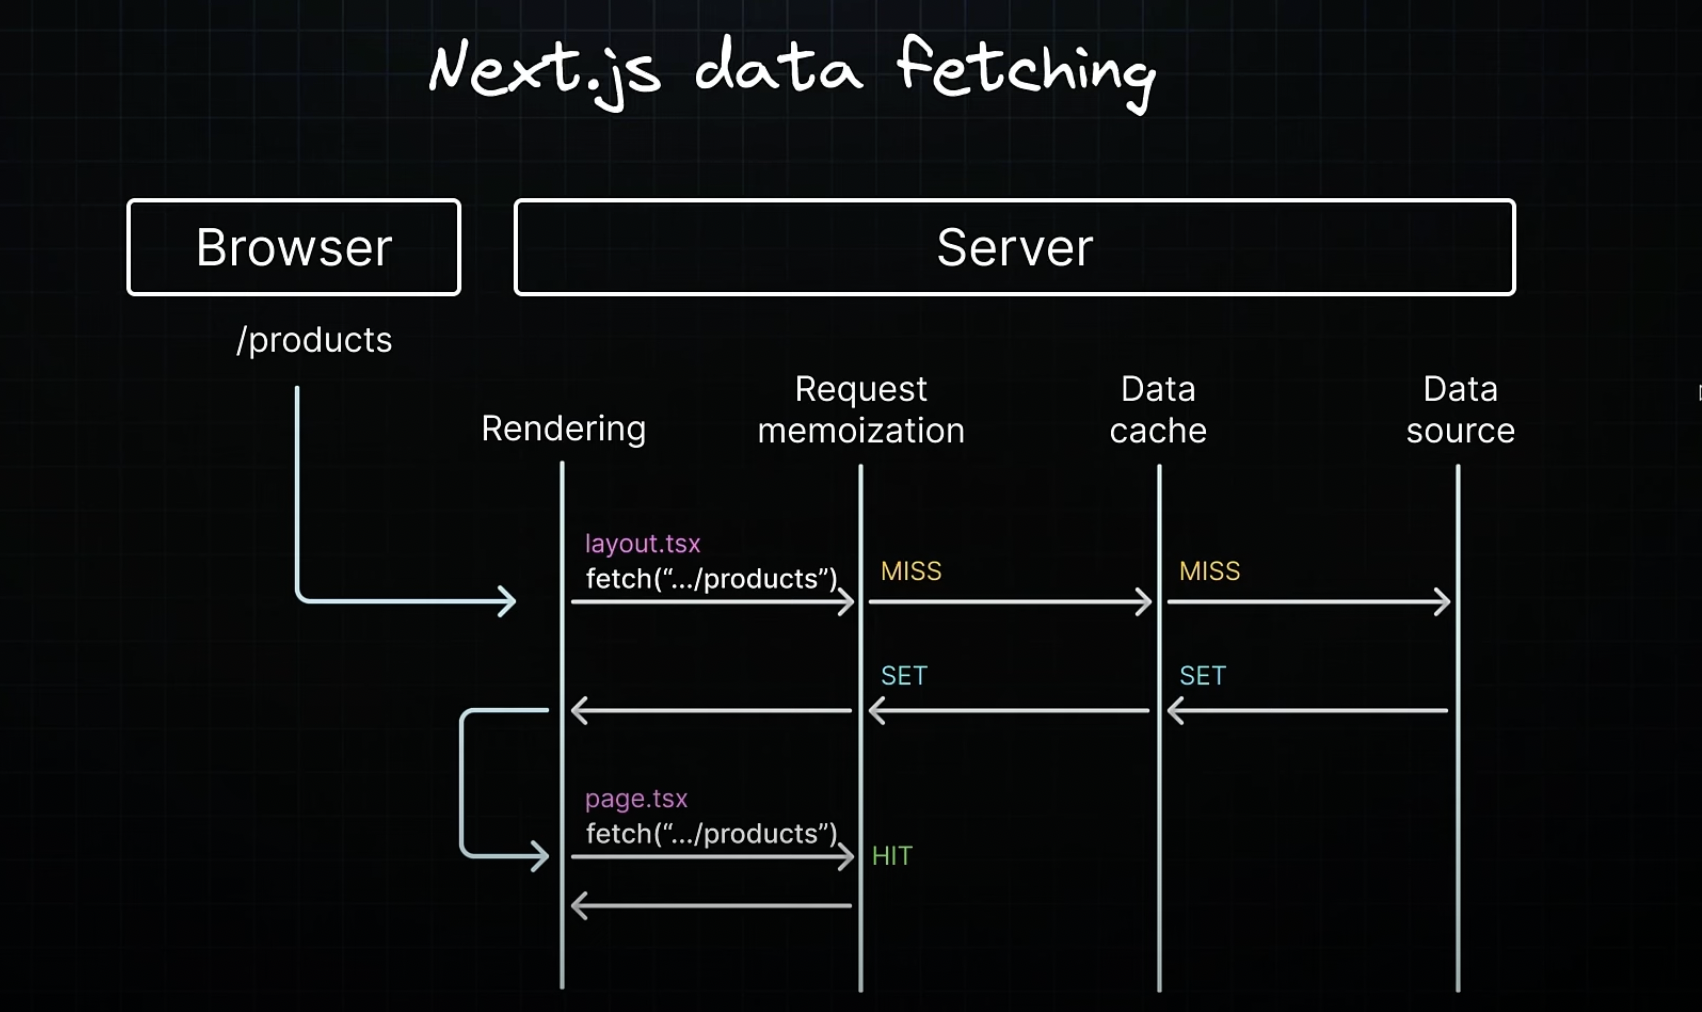 Next.js data fetching
Browser
Server
/products
Rendering
Request
memoization
Data
cache
Data
source
layout.tsx
fetch(“.../products”)
MISS
MISS
SET
SET
page.tsx
fetch(“.../products”)
HIT